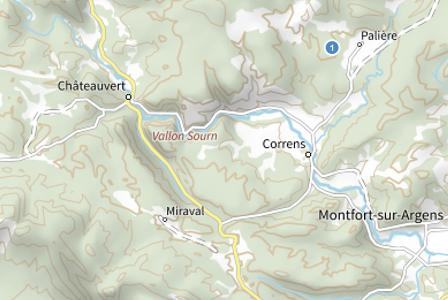 Palière
1
Châteauvert
Vallon Sourn
Correns
Miraval
Montfort-sur-Argens